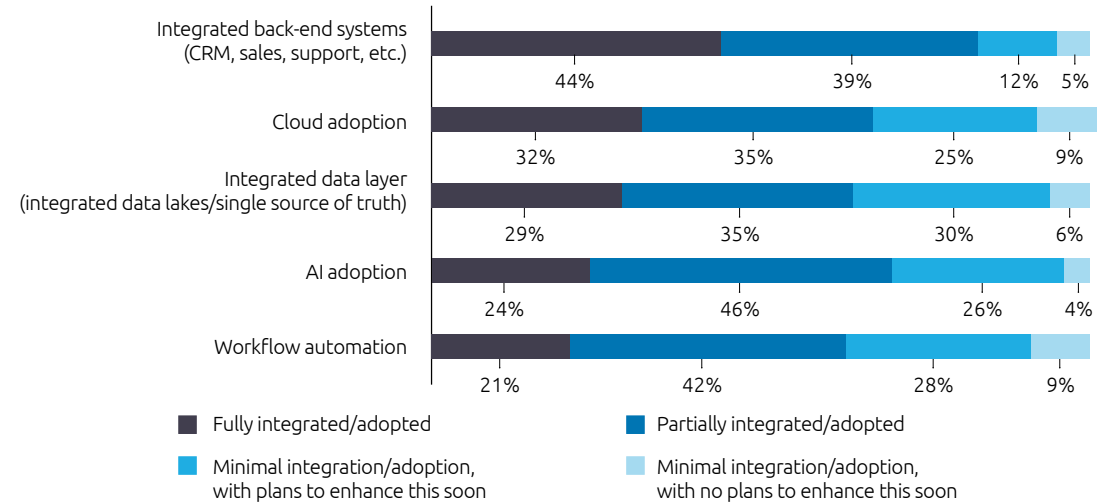 Integrated back-end systems
(CRM, sales, support, etc.)
44%
39%
12%
5%
Cloud adoption
32%
35%
25%
9%
Integrated data layer
(integrated data lakes/single source of truth)
29%
35%
30%
6%
AI adoption
24%
46%
26%
4%
Workflow automation
21%
42%
28%
9%
Fully integrated/adopted
Partially integrated/adopted
Minimal integration/adoption,
with plans to enhance this soon
Minimal integration/adoption,
with no plans to enhance this soon